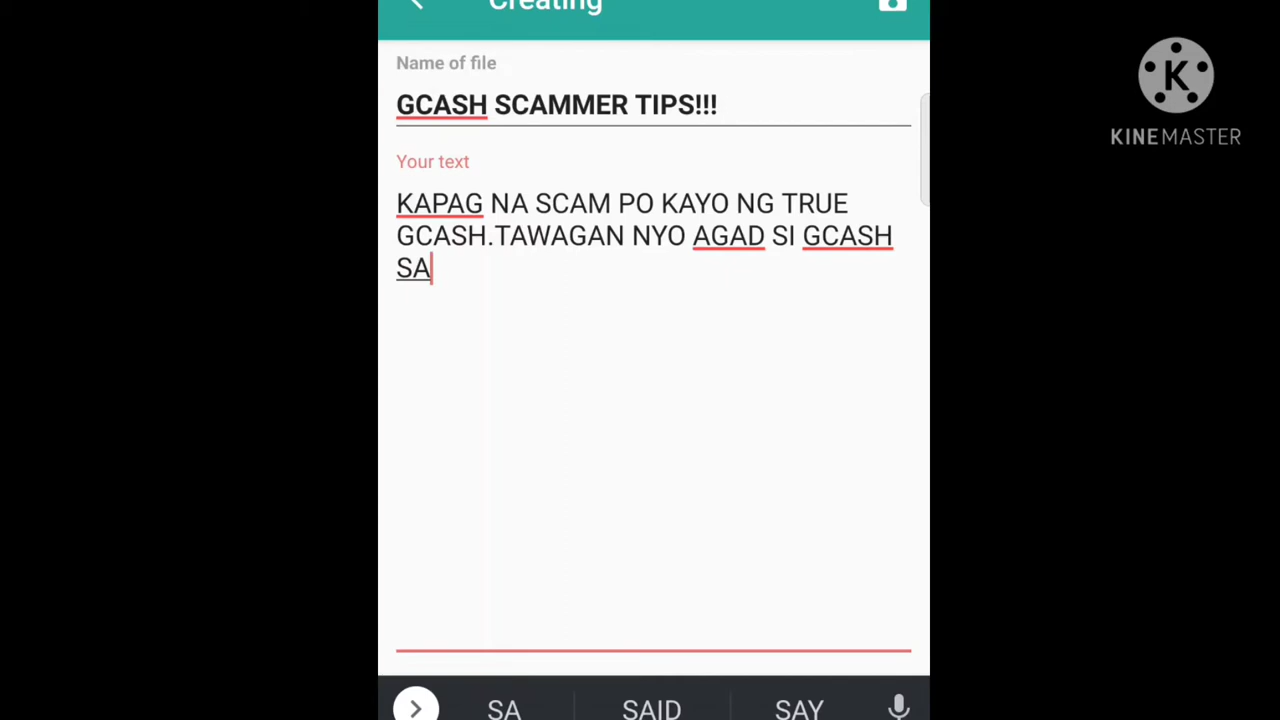 Creating
Name of file
GCASH SCAMMER TIPS!!!
Your text
KAPAG NA SCAM PO KAYO NG TRUE
GCASH.TAWAGAN NYO AGAD SI GCASH
SA
SA SAID SAY
K
KINEMASTER